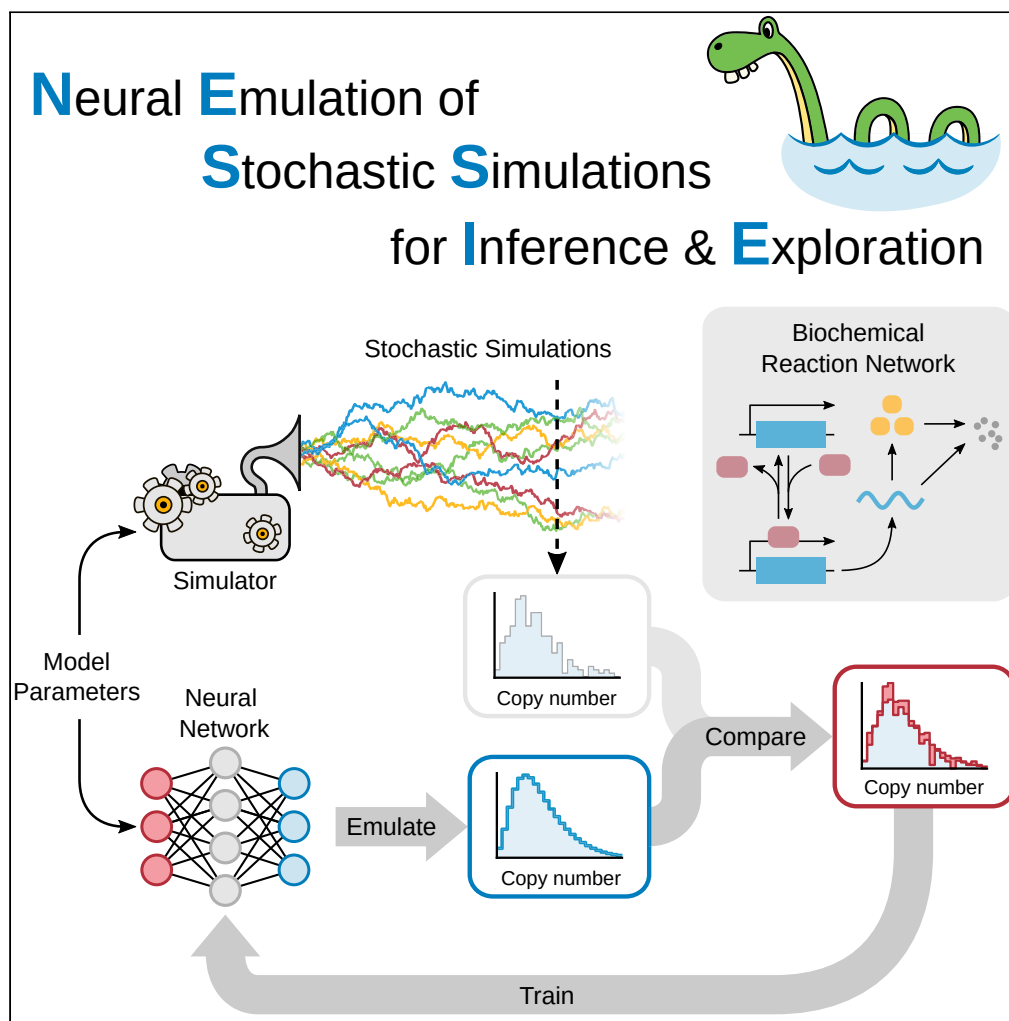 Neural Emulation of
Stochastic Simulations
for Inference & Exploration
Stochastic Simulations
Biochemical
Reaction Network
Simulator
Copy number
Model
Parameters
Neural
Network
Compare
Copy number
Emulate
Copy number
Train